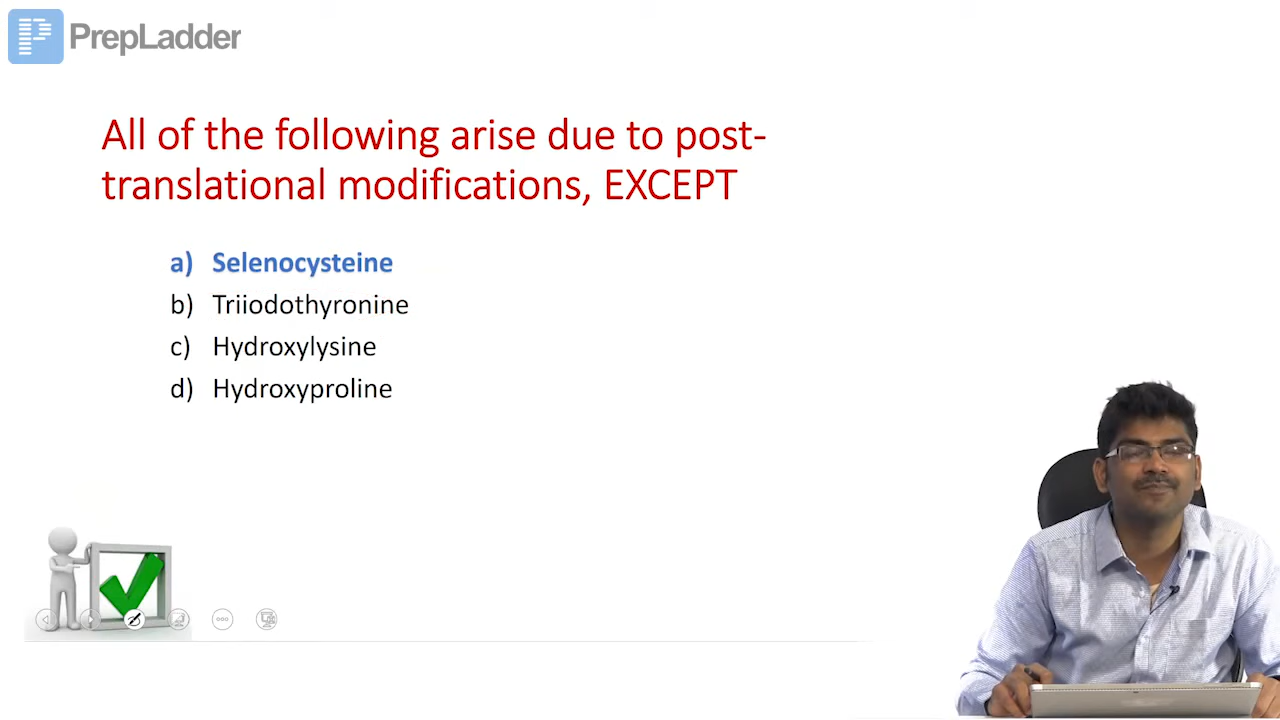 PrepLadder
All of the following arise due to post-
translational modifications, EXCEPT
a) Selenocysteine
b) Triiodothyronine
c) Hydroxylysine
d) Hydroxyproline